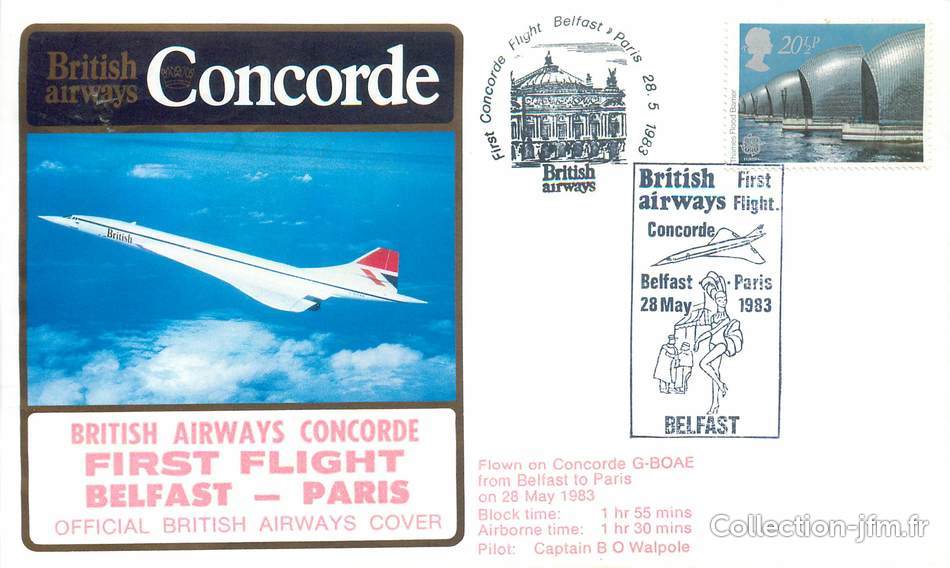 British
airways
Concorde
British
BRITISH AIRWAYS CONCORDE
FIRST FLIGHT
BELFAST – PARIS
OFFICIAL BRITISH AIRWAYS COVER
First Concorde Flight Belfast Paris 28·5 1983
British
airways
20½P
Thames Flood Barrier
British First
airways Flight.
Concorde
Belfast · Paris
28 May 1983
BELFAST
Flown on Concorde G-BOAE
from Belfast to Paris
on 28 May 1983
Block time: 1 hr 55 mins
Airborne time: 1 hr 30 mins
Pilot: Captain B O Walpole
Collection-jfm.fr